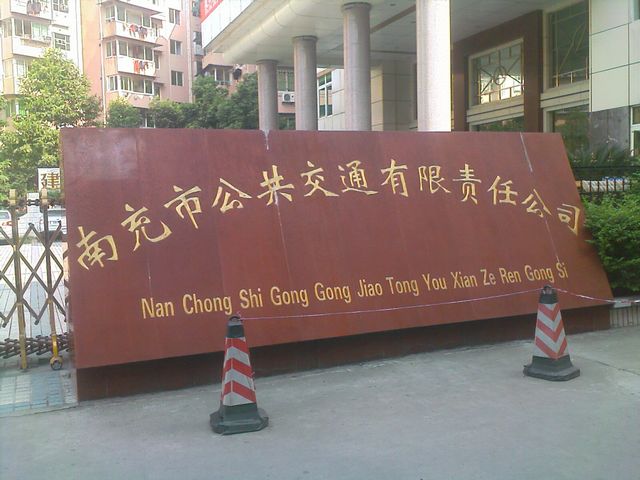 南充市公共交通有限责任公司
Nan Chong Shi Gong Gong Jiao Tong You Xian Ze Ren Gong Si
建